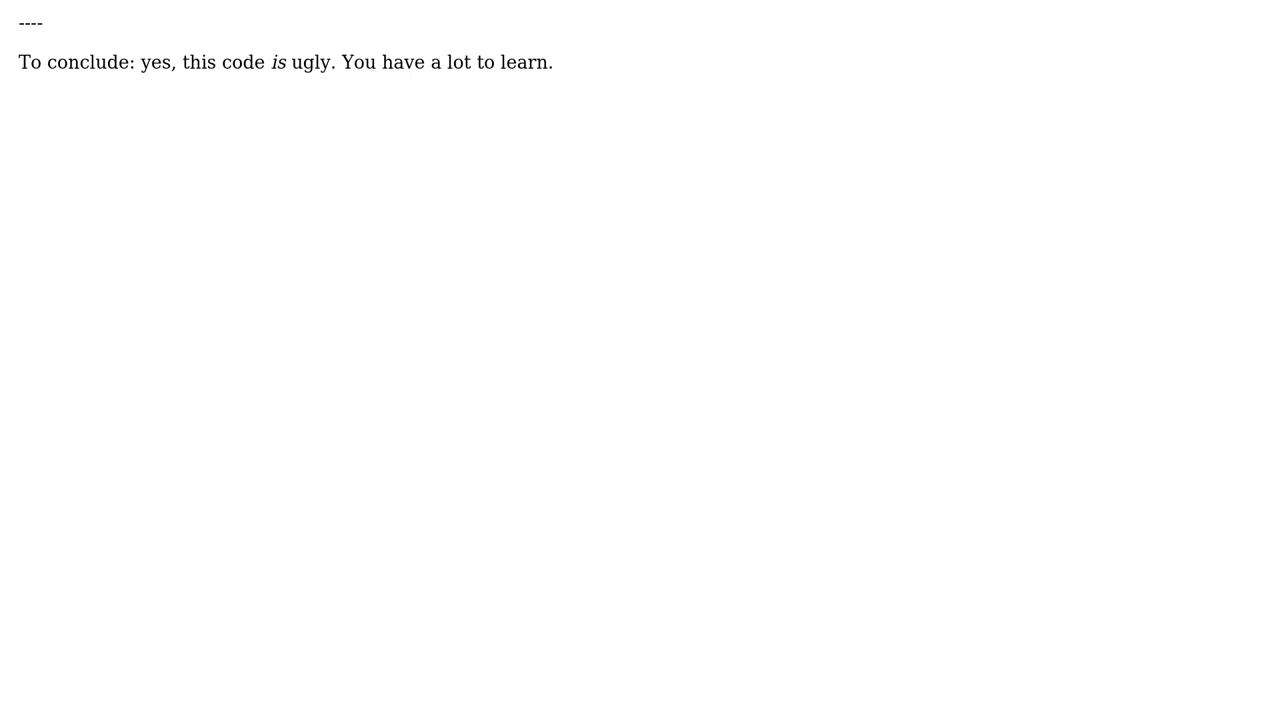 ----
To conclude: yes, this code is ugly. You have a lot to learn.